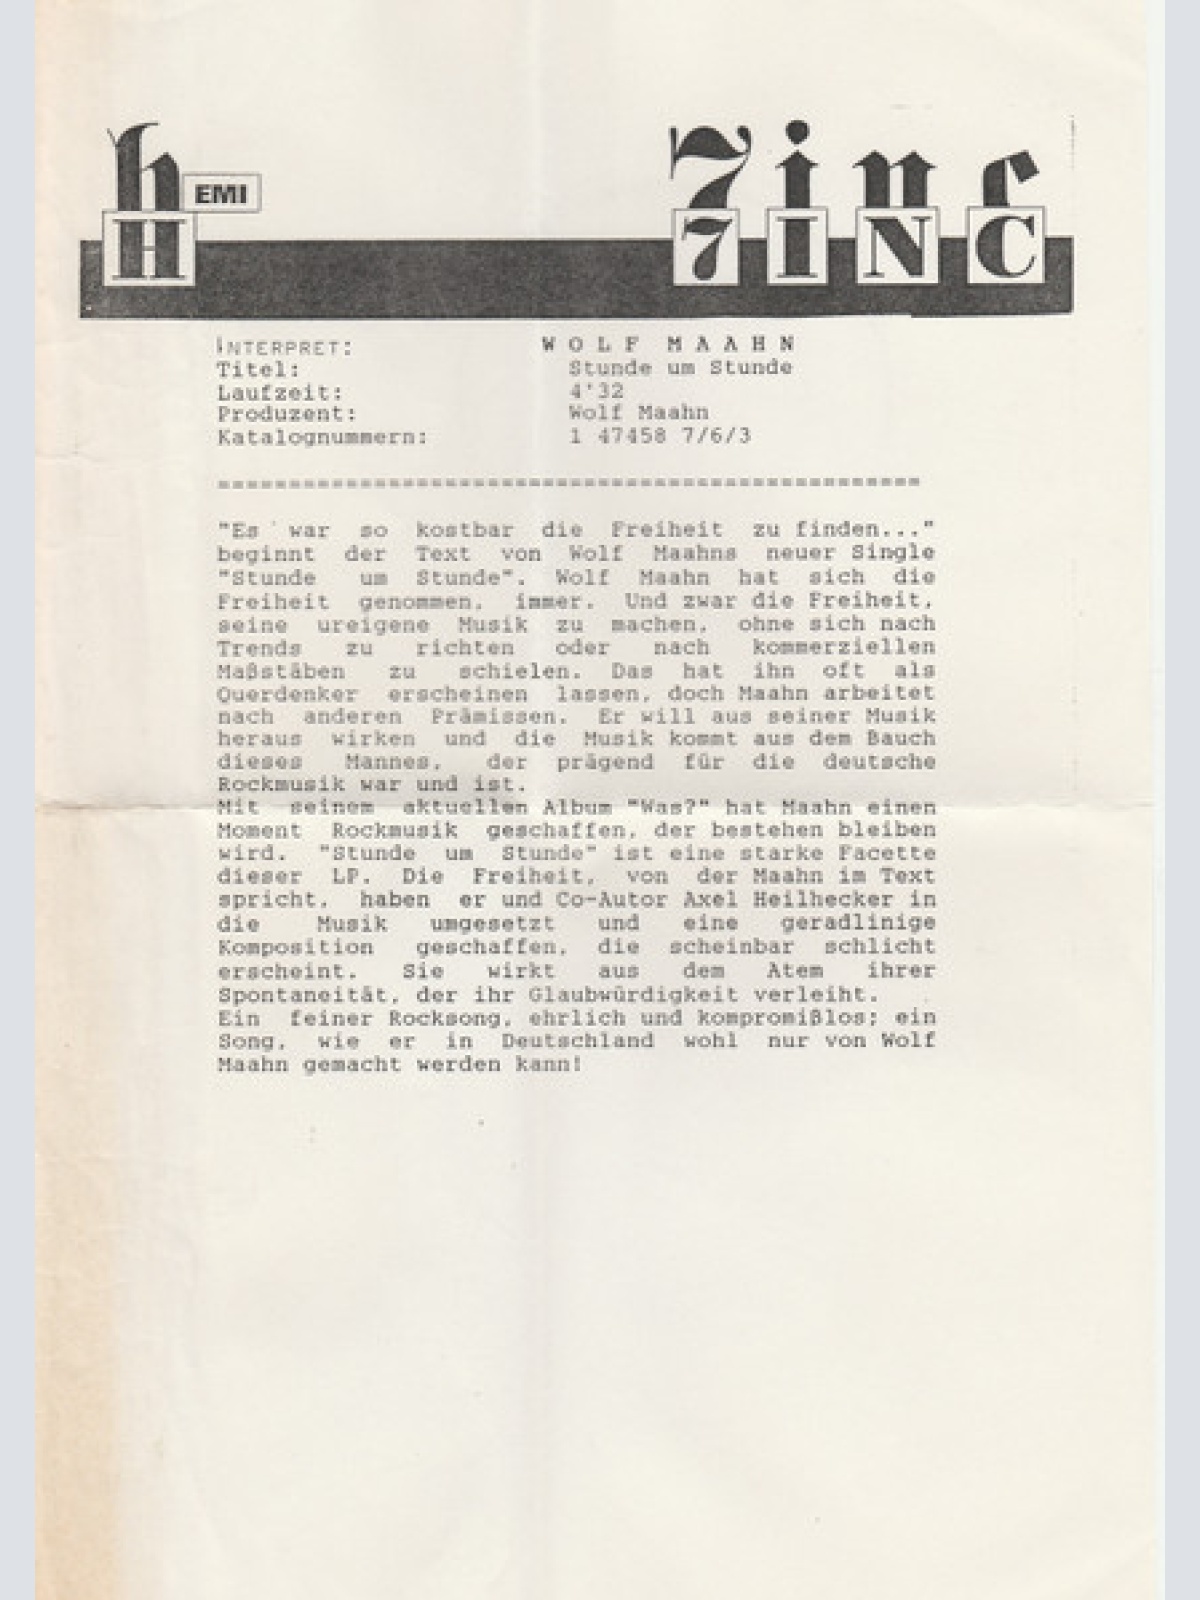 h EMI 7inc
H 7INC
INTERPRET: WOLF MAAHN
Titel: Stunde um Stunde
Laufzeit: 4'32
Produzent: Wolf Maahn
Katalognummern: 1 47458 7/6/3
==================================================
"Es war so kostbar die Freiheit zu finden..."
beginnt der Text von Wolf Maahns neuer Single
"Stunde um Stunde". Wolf Maahn hat sich die
Freiheit genommen, immer. Und zwar die Freiheit,
seine ureigene Musik zu machen, ohne sich nach
Trends zu richten oder nach kommerziellen
Maßstäben zu schielen. Das hat ihn oft als
Querdenker erscheinen lassen, doch Maahn arbeitet
nach anderen Prämissen. Er will aus seiner Musik
heraus wirken und die Musik kommt aus dem Bauch
dieses Mannes, der prägend für die deutsche
Rockmusik war und ist.
Mit seinem aktuellen Album "Was?" hat Maahn einen
Moment Rockmusik geschaffen, der bestehen bleiben
wird. "Stunde um Stunde" ist eine starke Facette
dieser LP. Die Freiheit, von der Maahn im Text
spricht, haben er und Co-Autor Axel Heilhecker in
die Musik umgesetzt und eine geradlinige
Komposition geschaffen, die scheinbar schlicht
erscheint. Sie wirkt aus dem Atem ihrer
Spontaneität, der ihr Glaubwürdigkeit verleiht.
Ein feiner Rocksong, ehrlich und kompromißlos; ein
Song, wie er in Deutschland wohl nur von Wolf
Maahn gemacht werden kann!